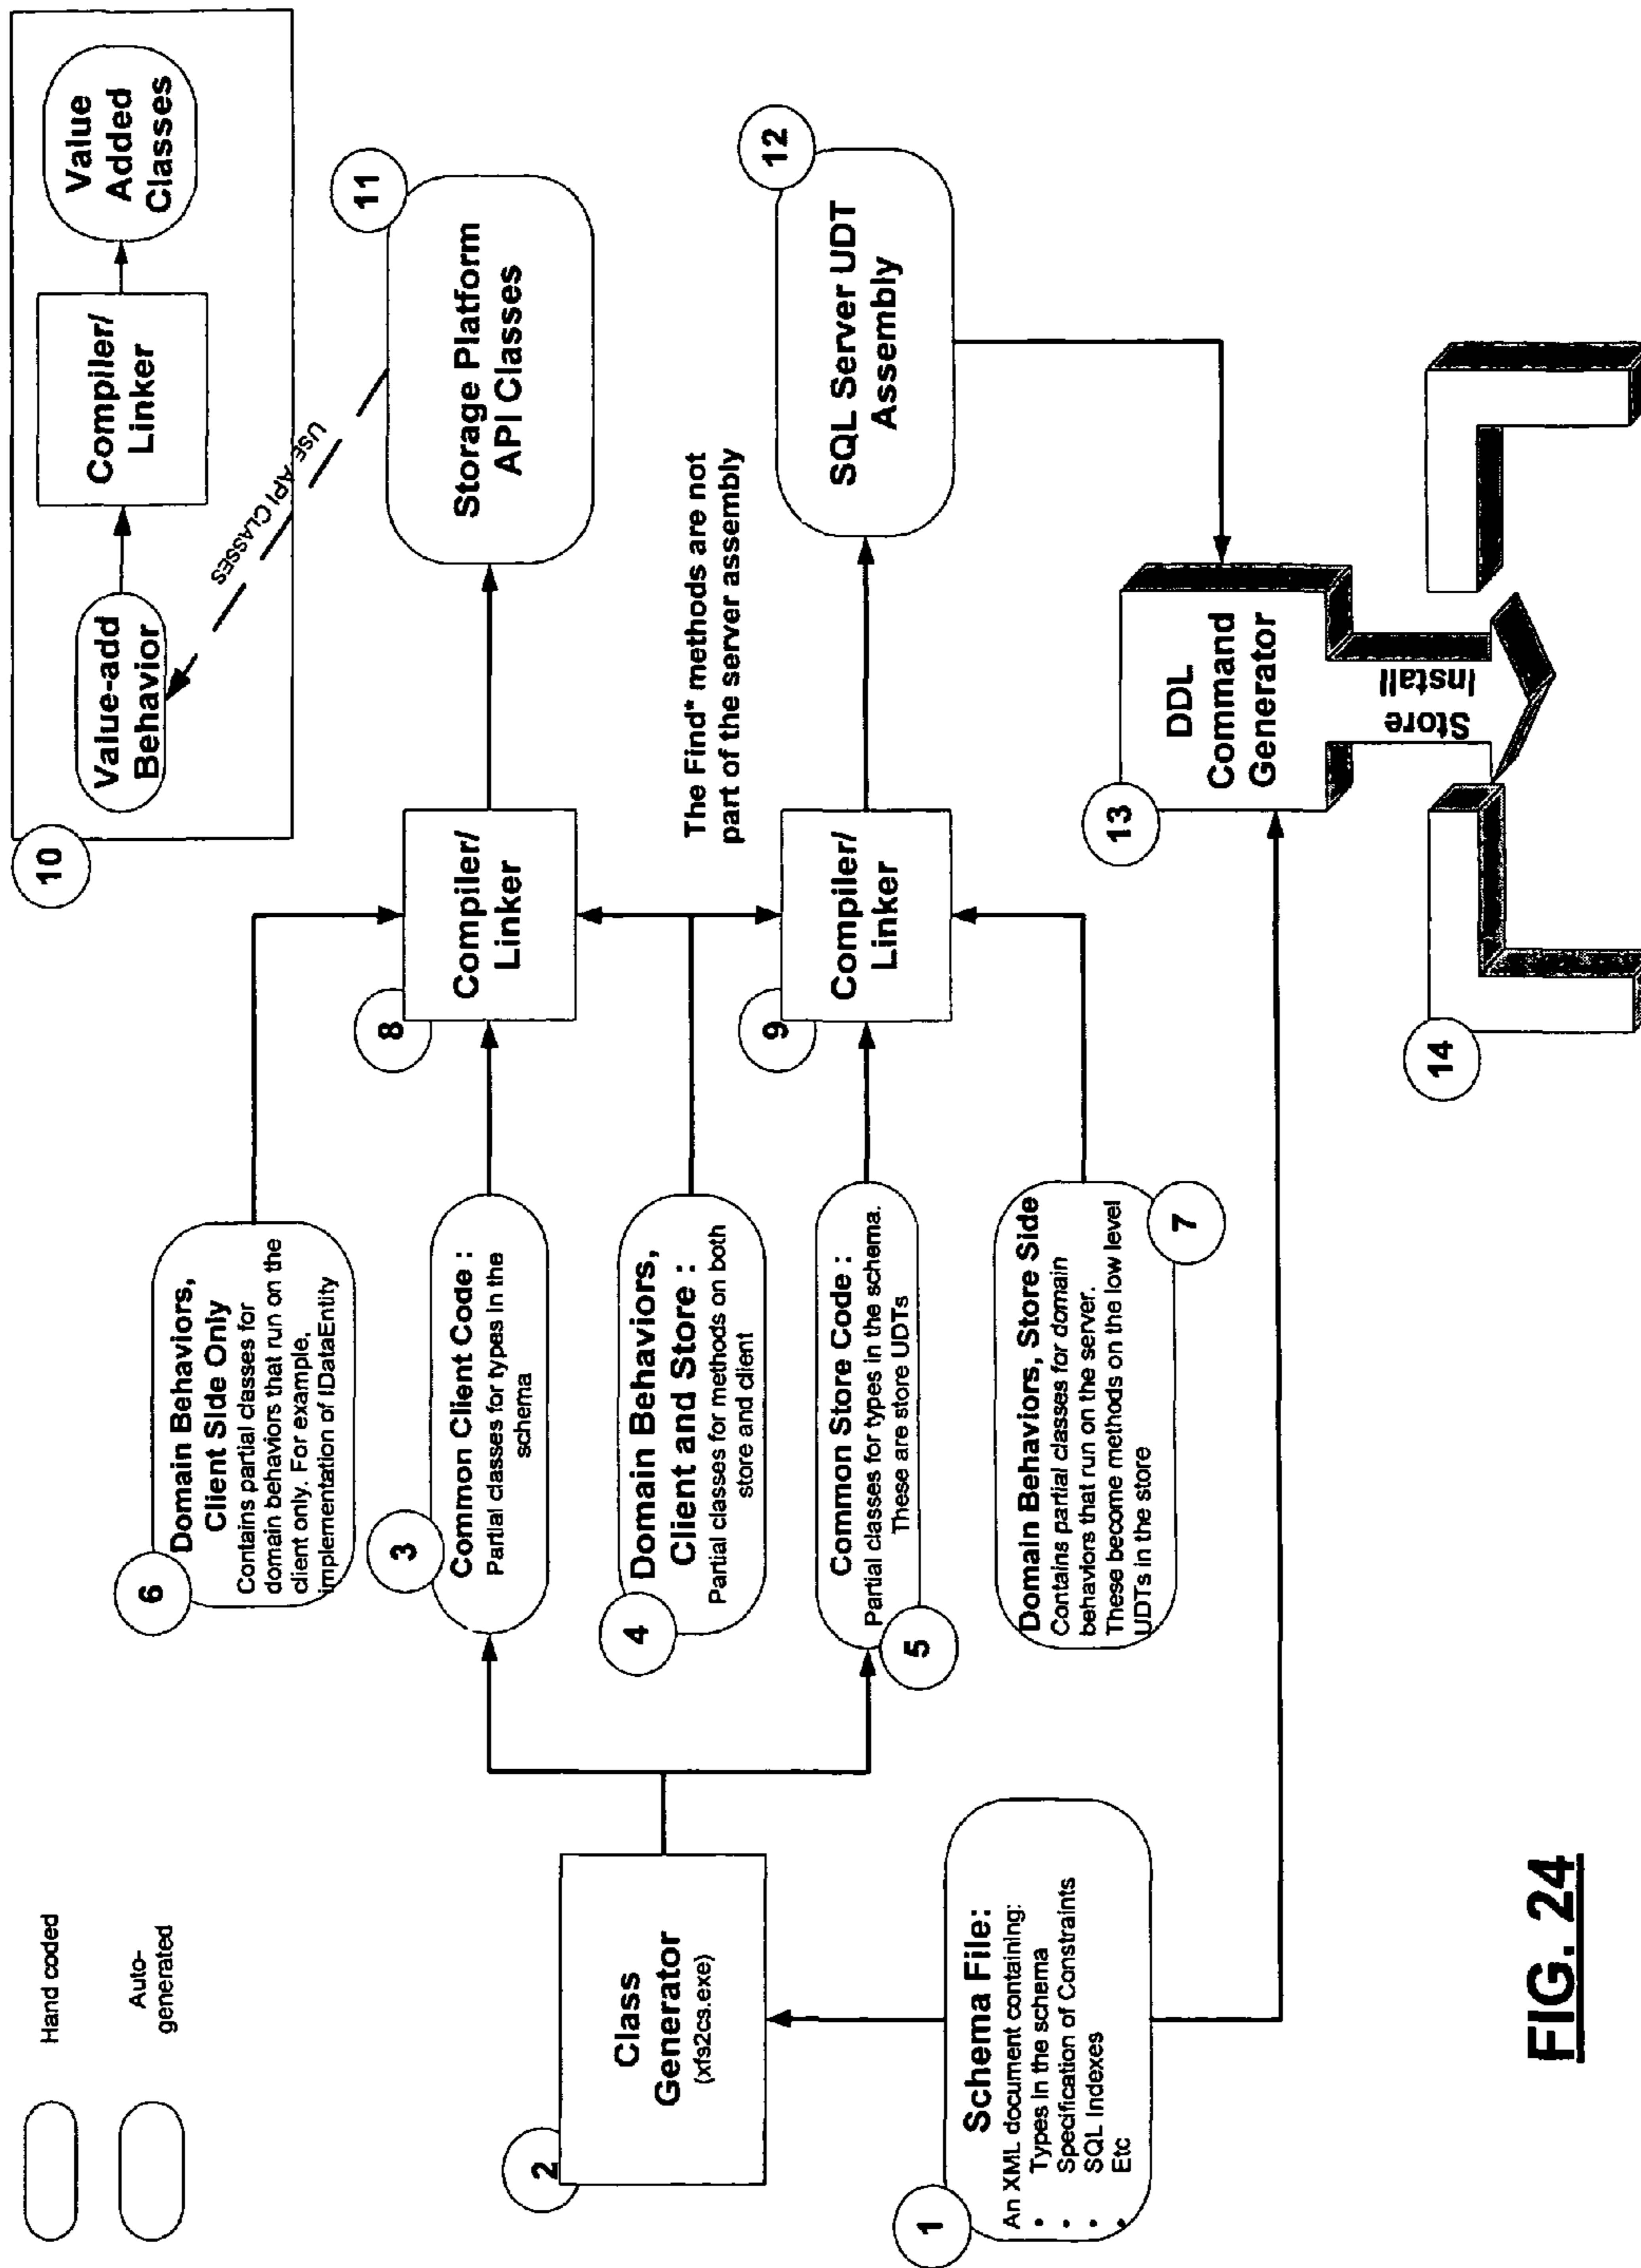 Hand coded
Auto-
generated
1
Schema File:
An XML document containing:
• Types in the schema
• Specification of Constraints
• SQL Indexes
• Etc
2
Class
Generator
(xfs2cs.exe)
6
Domain Behaviors,
Client Side Only
Contains partial classes for
domain behaviors that run on the
client only. For example.
implementation of IDataEntity
3
Common Client Code :
Partial classes for types in the
schema
4
Domain Behaviors,
Client and Store :
Partial classes for methods on both
store and client
5
Common Store Code :
Partial classes for types in the schema.
These are store UDTs
7
Domain Behaviors, Store Side
Contains partial classes for domain
behaviors that run on the server.
These become methods on the low level
UDTs in the store
8
Compiler/
Linker
9
Compiler/
Linker
The Find* methods are not
part of the server assembly
10
Value-add
Behavior
Compiler/
Linker
Value
Added
Classes
USE API CLASSES
11
Storage Platform
API Classes
12
SQL Server UDT
Assembly
13
DDL
Command
Generator
Store
Install
14
FIG. 24